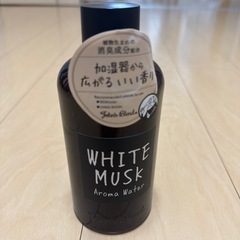 植物生まれの
消臭成分配合
加湿器から
広がるいい香り
John's Blend
WHITE
MUSK
Aroma Water